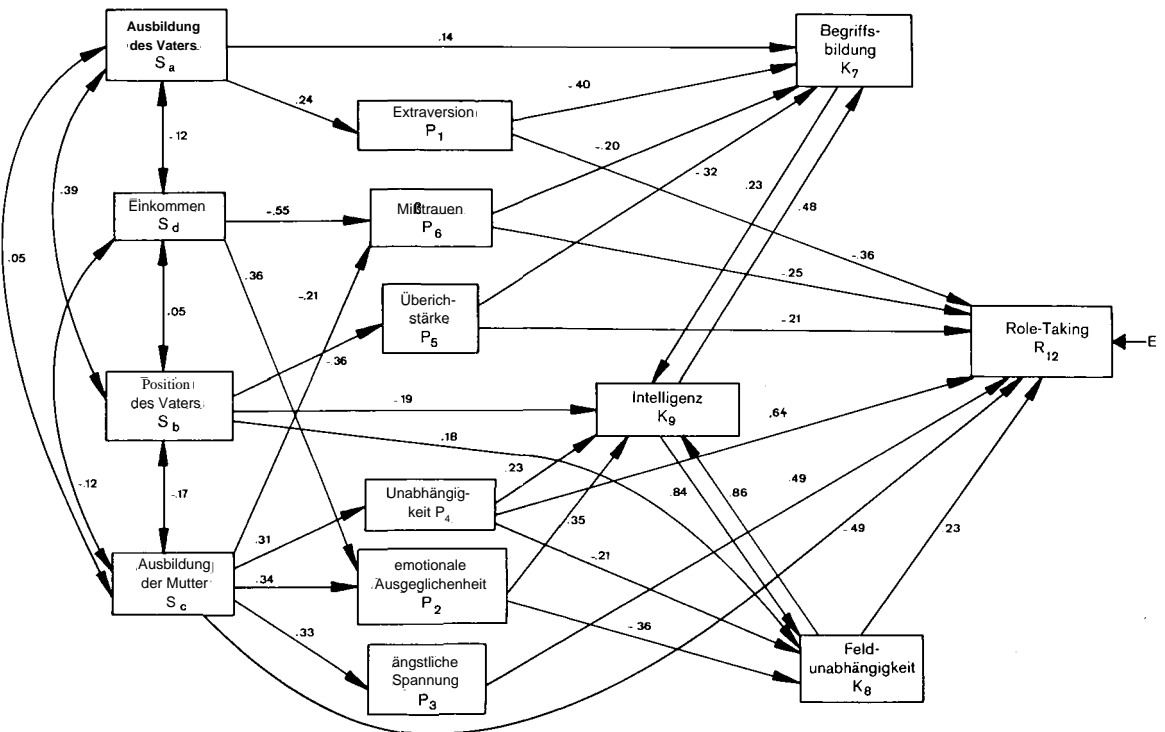 Ausbildung
des Vaters
S a
Begriffs-
bildung
K 7
.14
-.40
.24
Extraversion
P 1
-.12
-.20
-.32
.39
.23
.48
Einkommen
S d
-.55
Mißtrauen
P 6
.05
.36
-.21
-.36
-.25
Überich-
stärke
P 5
.05
-.36
-.21
Role-Taking
R 12
E
Position
des Vaters
S b
-.19
.18
Intelligenz
K 9
.64
-.12
-.17
.23
.49
.84
.86
Unabhängig-
keit P 4
.35
-.49
.23
.31
-.21
Ausbildung
der Mutter
S c
.34
emotionale
Ausgeglichenheit
P 2
-.36
.33
ängstliche
Spannung
P 3
Feld-
unabhängigkeit
K 8